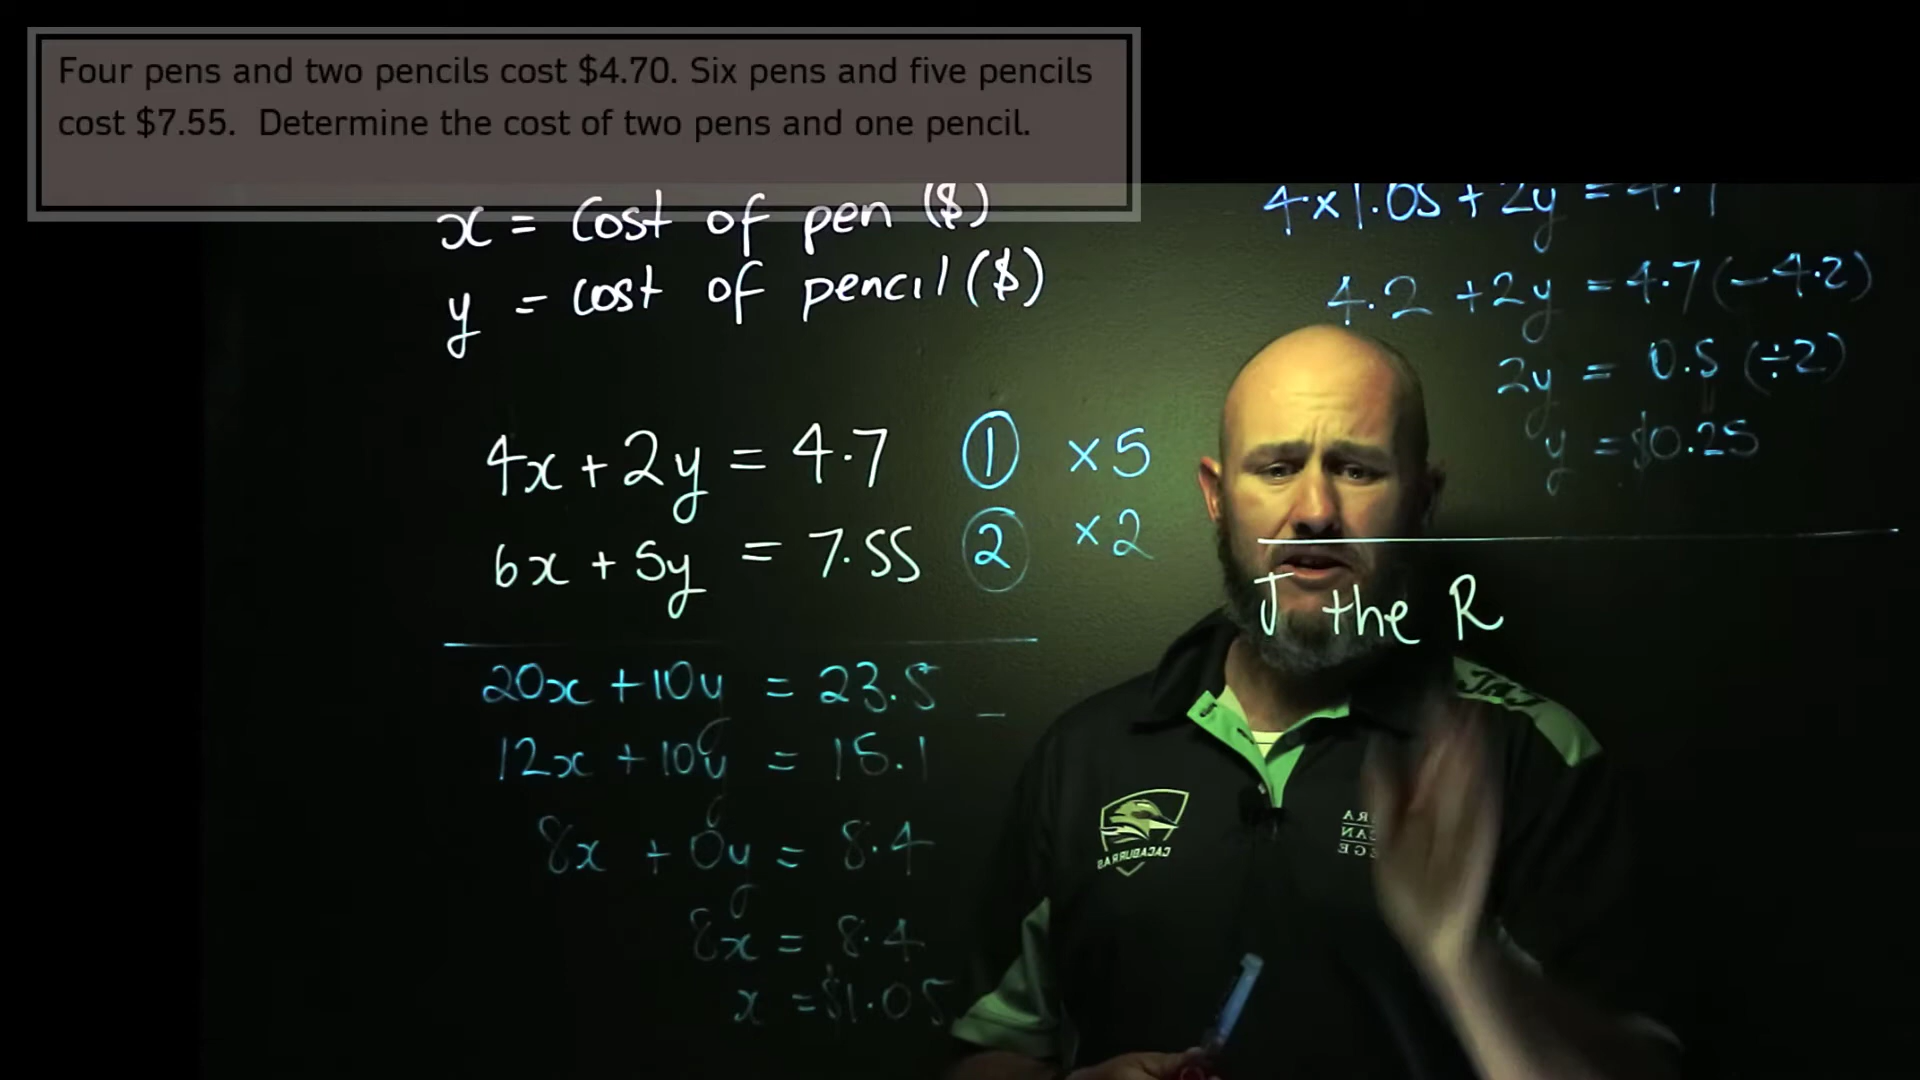 Four pens and two pencils cost $4.70. Six pens and five pencils
cost $7.55. Determine the cost of two pens and one pencil.
x = cost of pen ($)
y = cost of pencil ($)
4x + 2y = 4.7 ① ×5
6x + 5y = 7.55 ② ×2
20x + 10y = 23.5 –
12x + 10y = 15.1
8x + 0y = 8.4
8x = 8.4
x = $1.05
4×1.05 + 2y = 4.7
4.2 + 2y = 4.7 (−4.2)
2y = 0.5 (÷2)
y = $0.25
J the R
CACABURRAS